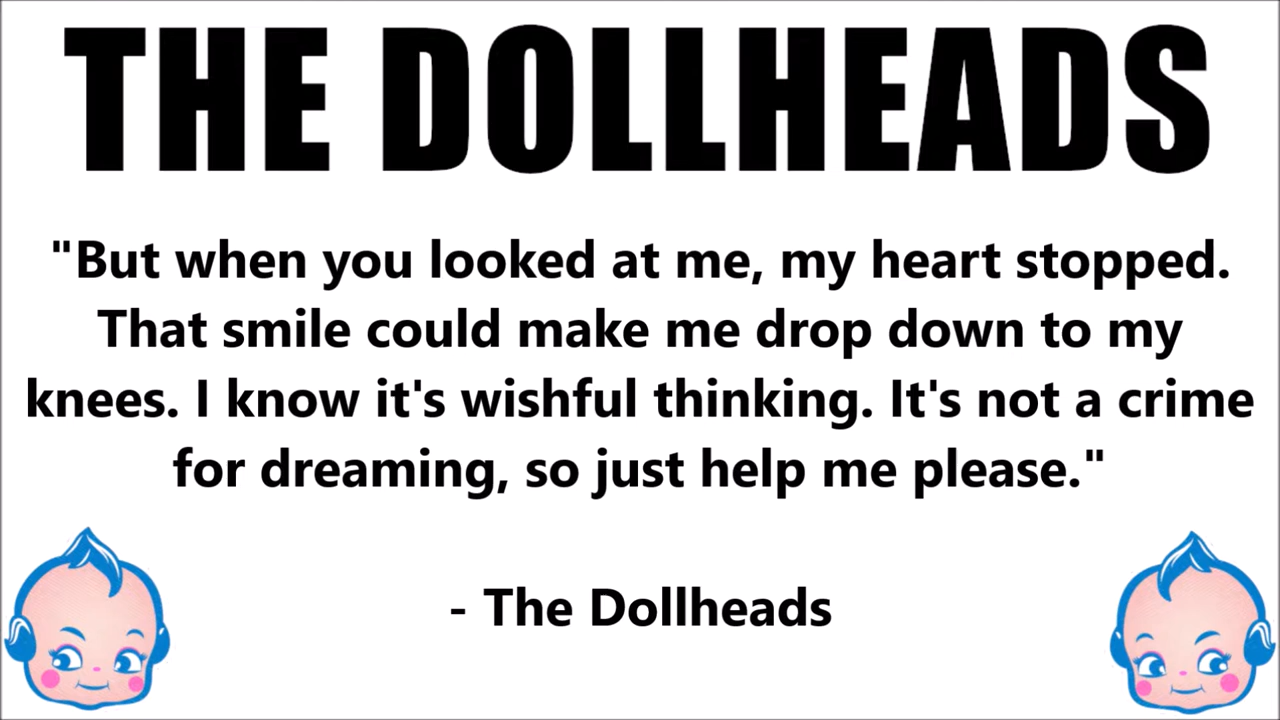 THE DOLLHEADS
"But when you looked at me, my heart stopped.
That smile could make me drop down to my
knees. I know it's wishful thinking. It's not a crime
for dreaming, so just help me please."
- The Dollheads